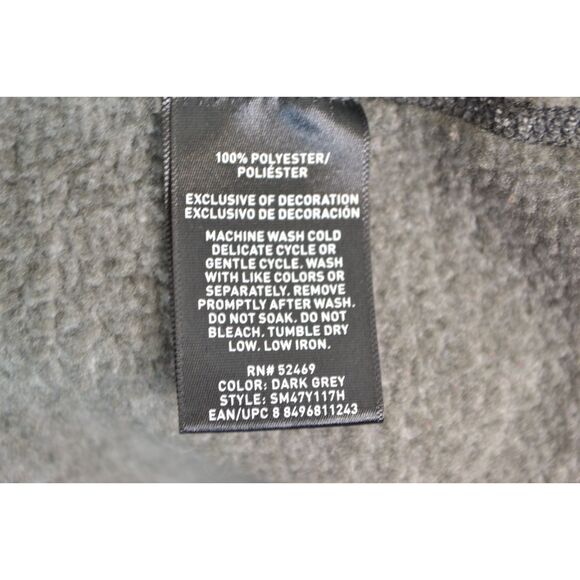 100% POLYESTER/
POLIÉSTER
EXCLUSIVE OF DECORATION
EXCLUSIVO DE DECORACIÓN
MACHINE WASH COLD
DELICATE CYCLE OR
GENTLE CYCLE. WASH
WITH LIKE COLORS OR
SEPARATELY. REMOVE
PROMPTLY AFTER WASH.
DO NOT SOAK. DO NOT
BLEACH. TUMBLE DRY
LOW. LOW IRON.
RN# 52469
COLOR: DARK GREY
STYLE: SM47Y117H
EAN/UPC 8 8496811243